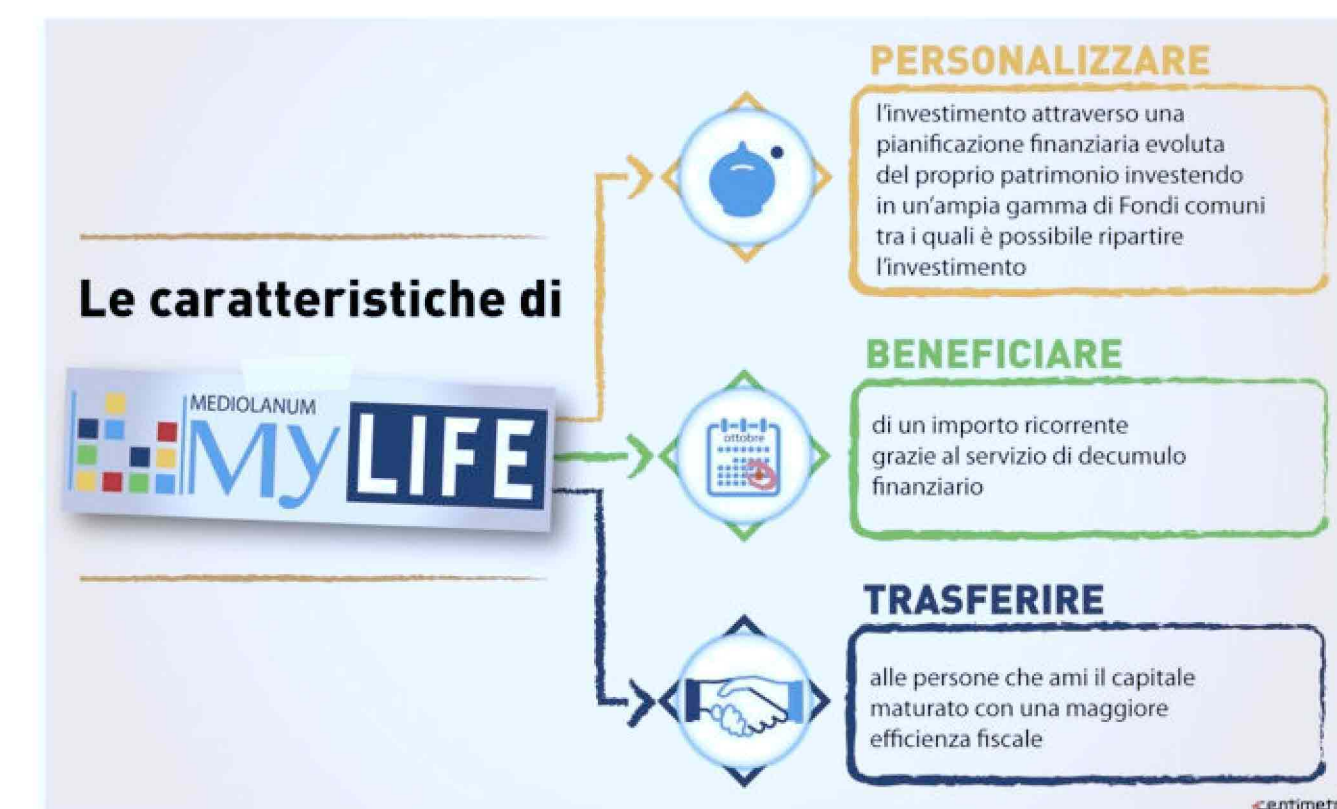 Le caratteristiche di
MEDIOLANUM
My LIFE
PERSONALIZZARE
l'investimento attraverso una
pianificazione finanziaria evoluta
del proprio patrimonio investendo
in un'ampia gamma di Fondi comuni
tra i quali è possibile ripartire
l'investimento
ottobre
BENEFICIARE
di un importo ricorrente
grazie al servizio di decumulo
finanziario
TRASFERIRE
alle persone che ami il capitale
maturato con una maggiore
efficienza fiscale